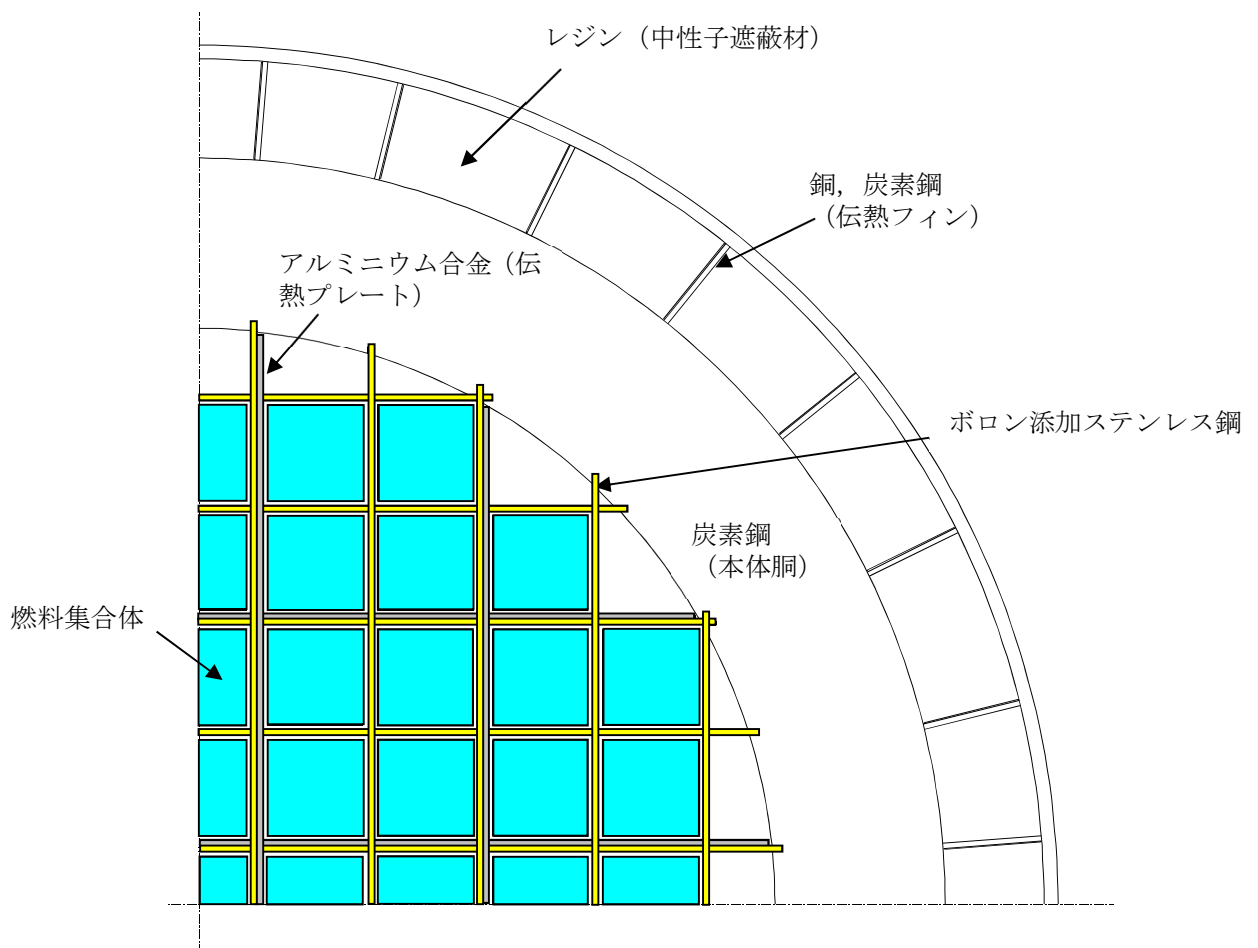 レジン（中性子遮蔽材）
銅，炭素鋼
（伝熱フィン）
アルミニウム合金（伝
熱プレート）
ボロン添加ステンレス鋼
炭素鋼
（本体胴）
燃料集合体